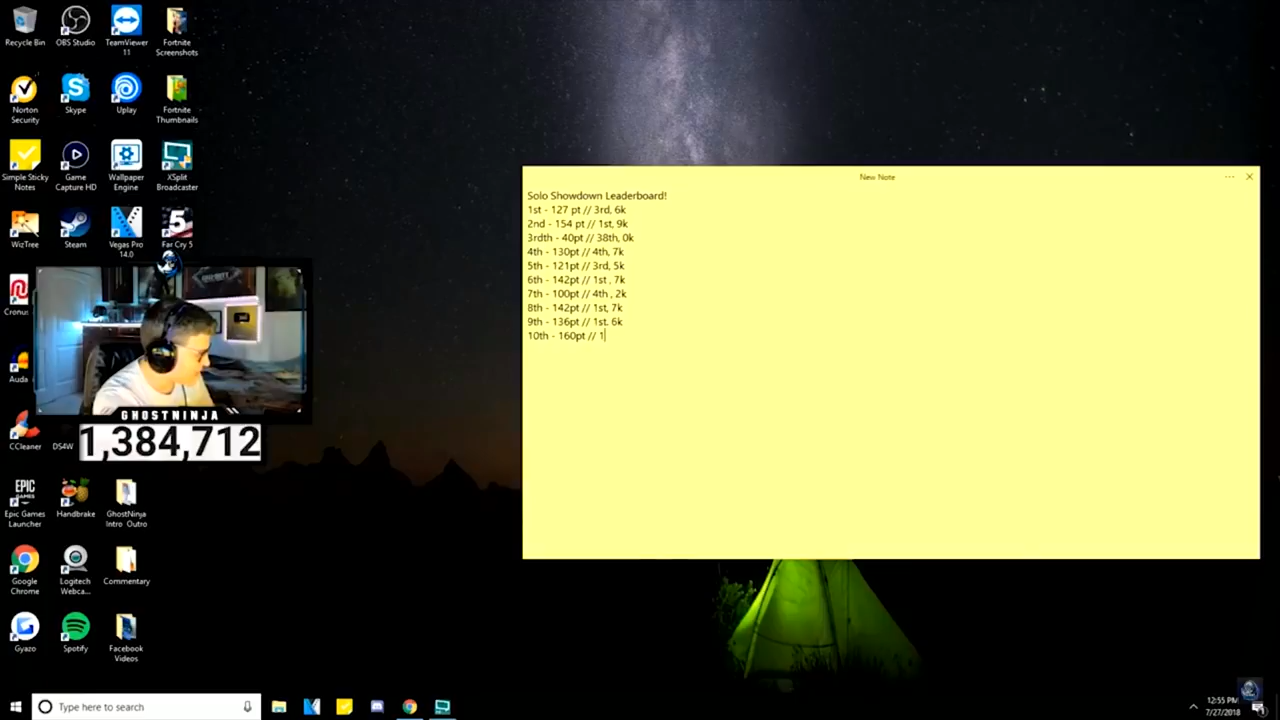 Recycle Bin
OBS Studio
TeamViewer 11
Fortnite Screenshots
Norton Security
Skype
Uplay
Fortnite Thumbnails
Simple Sticky Notes
Game Capture HD
Wallpaper Engine
XSplit Broadcaster
WizTree
Steam
Vegas Pro 14.0
Far Cry 5
Cronus
Auda
CCleaner
DS4W
GHOSTNINJA
1,384,712
Epic Games Launcher
Handbrake
GhostNinja Intro Outro
Google Chrome
Logitech Webca...
Commentary
Gyazo
Spotify
Facebook Videos
New Note
Solo Showdown Leaderboard!
1st - 127 pt // 3rd, 6k
2nd - 154 pt // 1st, 9k
3rdth - 40pt // 38th, 0k
4th - 130pt // 4th, 7k
5th - 121pt // 3rd, 5k
6th - 142pt // 1st , 7k
7th - 100pt // 4th , 2k
8th - 142pt // 1st, 7k
9th - 136pt // 1st. 6k
10th - 160pt // 1
Type here to search
12:55 PM
7/27/2018